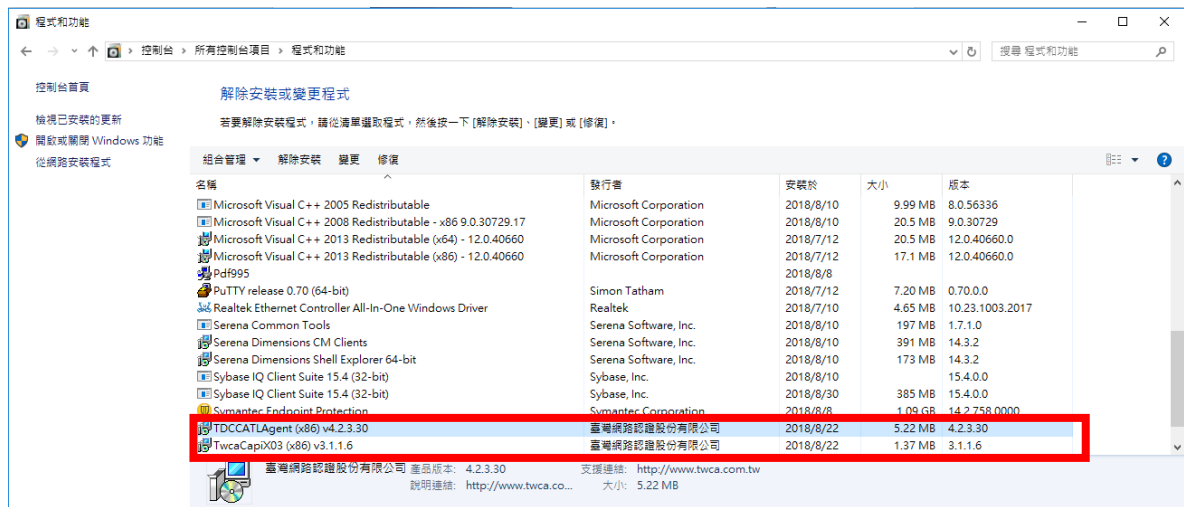 程式和功能
控制台 › 所有控制台項目 › 程式和功能
搜尋 程式和功能
控制台首頁
檢視已安裝的更新
開啟或關閉 Windows 功能
從網路安裝程式
解除安裝或變更程式
若要解除安裝程式，請從清單選取程式，然後按一下 [解除安裝]、[變更] 或 [修復]。
組合管理 解除安裝 變更 修復
名稱 發行者 安裝於 大小 版本
Microsoft Visual C++ 2005 Redistributable Microsoft Corporation 2018/8/10 9.99 MB 8.0.56336
Microsoft Visual C++ 2008 Redistributable - x86 9.0.30729.17 Microsoft Corporation 2018/8/10 20.5 MB 9.0.30729
Microsoft Visual C++ 2013 Redistributable (x64) - 12.0.40660 Microsoft Corporation 2018/7/12 20.5 MB 12.0.40660.0
Microsoft Visual C++ 2013 Redistributable (x86) - 12.0.40660 Microsoft Corporation 2018/7/12 17.1 MB 12.0.40660.0
Pdf995 2018/8/8
PuTTY release 0.70 (64-bit) Simon Tatham 2018/7/12 7.20 MB 0.70.0.0
Realtek Ethernet Controller All-In-One Windows Driver Realtek 2018/7/10 4.65 MB 10.23.1003.2017
Serena Common Tools Serena Software, Inc. 2018/8/10 197 MB 1.7.1.0
Serena Dimensions CM Clients Serena Software, Inc. 2018/8/10 391 MB 14.3.2
Serena Dimensions Shell Explorer 64-bit Serena Software, Inc. 2018/8/10 173 MB 14.3.2
Sybase IQ Client Suite 15.4 (32-bit) Sybase, Inc. 2018/8/10 15.4.0.0
Sybase IQ Client Suite 15.4 (32-bit) Sybase, Inc. 2018/8/30 385 MB 15.4.0.0
Symantec Endpoint Protection Symantec Corporation 2018/8/8 1.09 GB 14.2.758.0000
TDCCATLAgent (x86) v4.2.3.30 臺灣網路認證股份有限公司 2018/8/22 5.22 MB 4.2.3.30
TwcaCapiX03 (x86) v3.1.1.6 臺灣網路認證股份有限公司 2018/8/22 1.37 MB 3.1.1.6
臺灣網路認證股份有限公司 產品版本: 4.2.3.30 支援連結: http://www.twca.com.tw
說明連結: http://www.twca.co... 大小: 5.22 MB